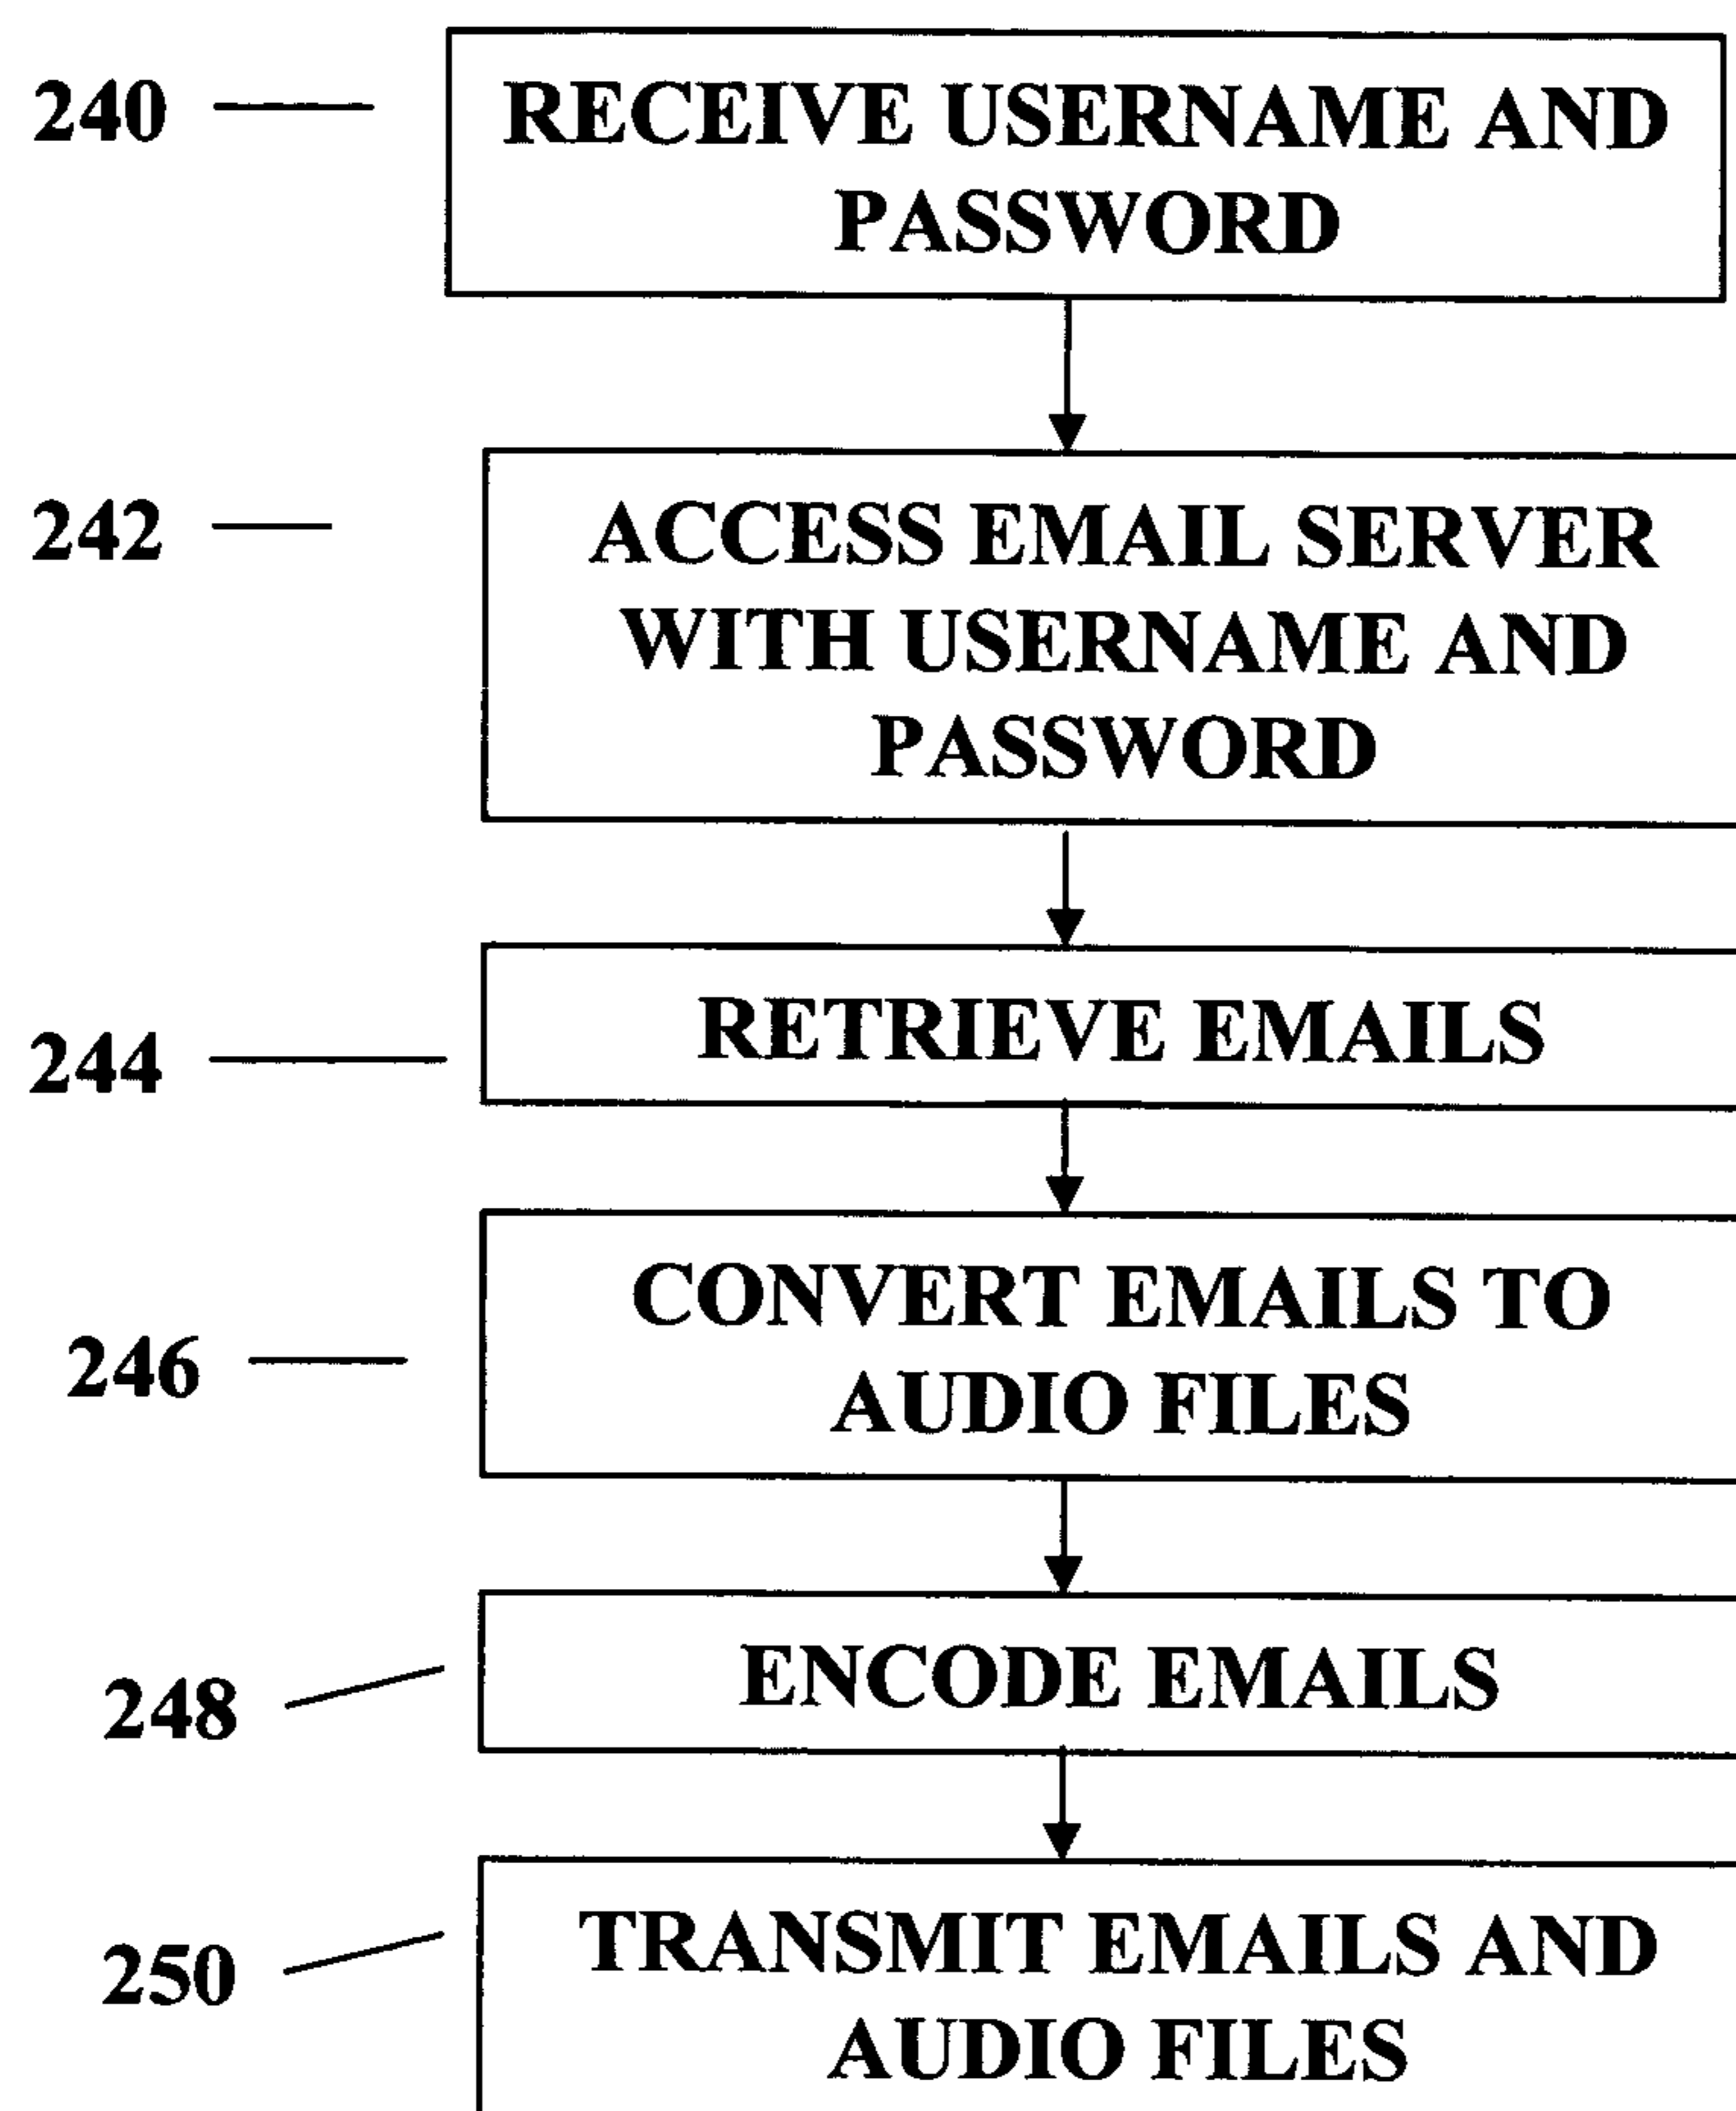 240
RECEIVE USERNAME AND
PASSWORD
242
ACCESS EMAIL SERVER
WITH USERNAME AND
PASSWORD
244
RETRIEVE EMAILS
246
CONVERT EMAILS TO
AUDIO FILES
248
ENCODE EMAILS
250
TRANSMIT EMAILS AND
AUDIO FILES